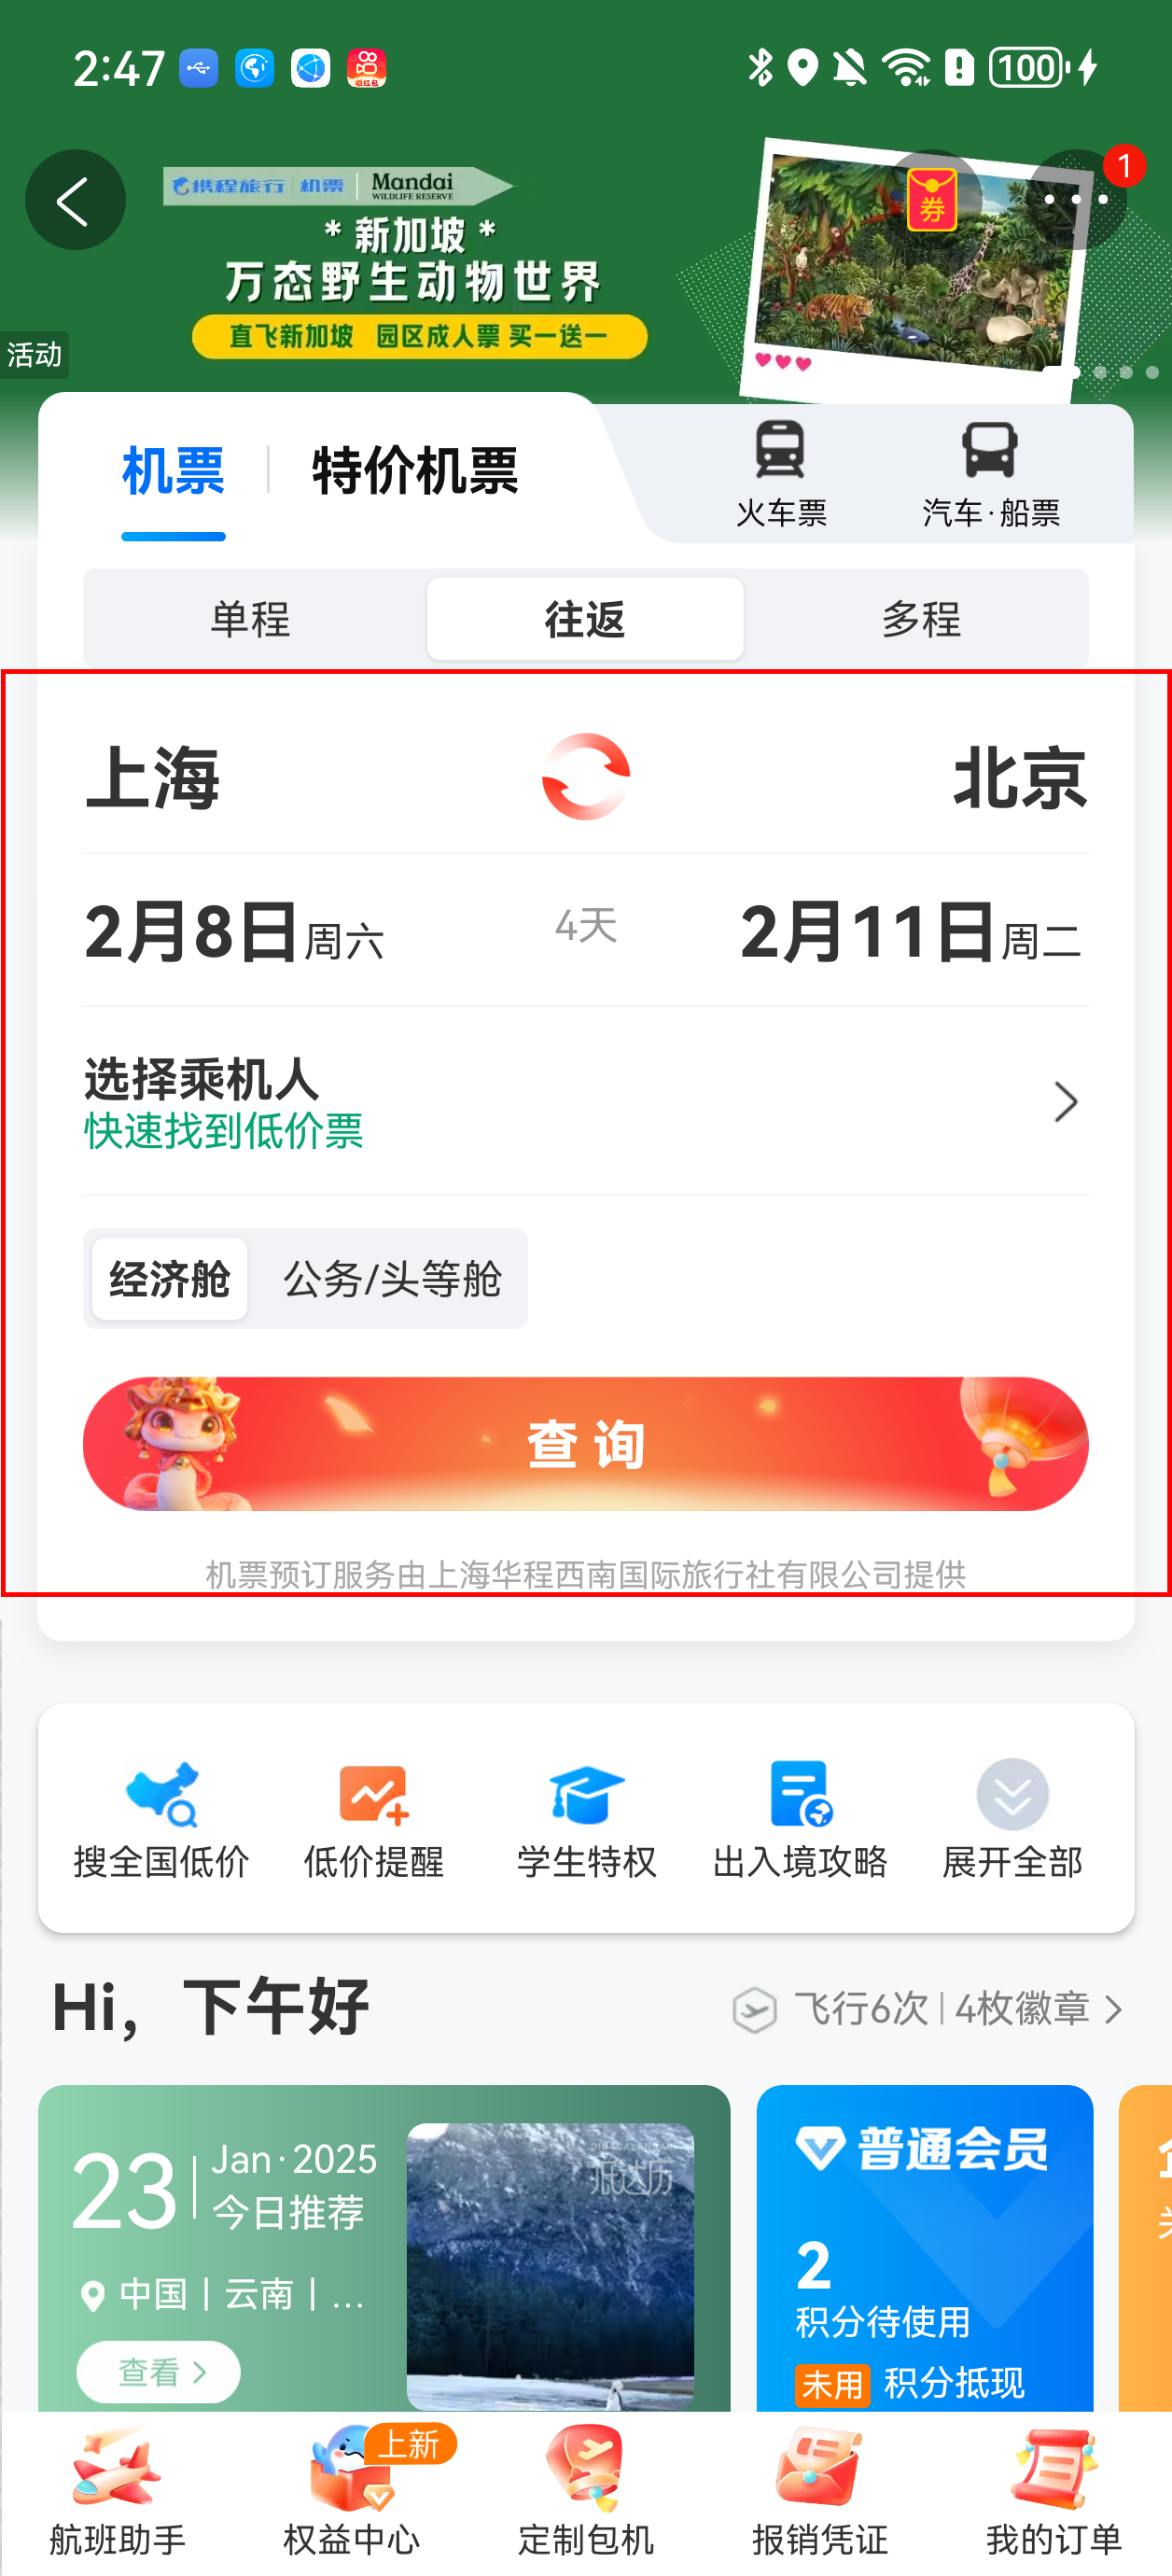 2:47
100
携程旅行 机票 Mandai
WILDLIFE RESERVE
* 新加坡 *
万态野生动物世界
直飞新加坡 园区成人票 买一送一
券
1
活动
机票 特价机票
火车票 汽车·船票
单程 往返 多程
上海 北京
2月8日周六 4天 2月11日周二
选择乘机人
快速找到低价票
经济舱 公务/头等舱
查询
机票预订服务由上海华程西南国际旅行社有限公司提供
搜全国低价 低价提醒 学生特权 出入境攻略 展开全部
Hi，下午好
飞行6次 4枚徽章
23 Jan·2025
今日推荐
中国 | 云南 | ...
查看
普通会员
2
积分待使用
未用 积分抵现
上新
航班助手 权益中心 定制包机 报销凭证 我的订单